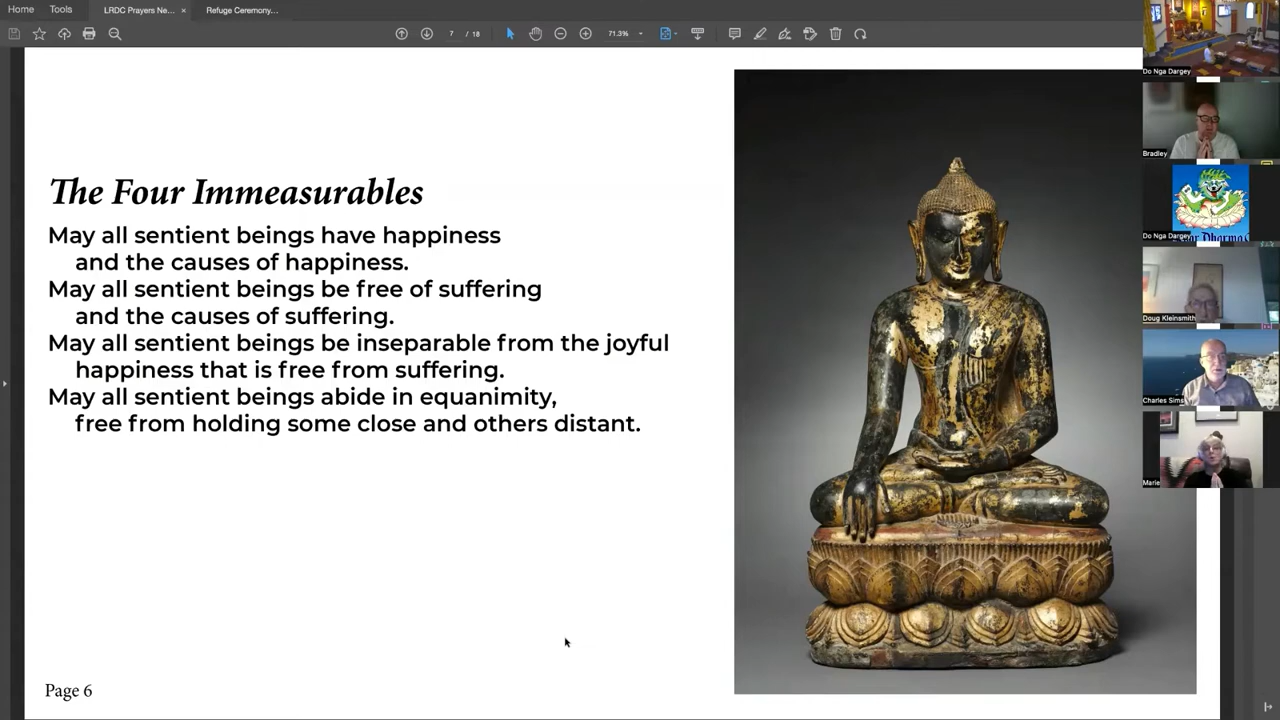 Home Tools LRDC Prayers Ne... × Refuge Ceremony...
7 / 18 71.3%
The Four Immeasurables
May all sentient beings have happiness
and the causes of happiness.
May all sentient beings be free of suffering
and the causes of suffering.
May all sentient beings be inseparable from the joyful
happiness that is free from suffering.
May all sentient beings abide in equanimity,
free from holding some close and others distant.
Page 6
Do Nga Dargey
Bradley
Do Nga Dargey
Doug Kleinsmith
Charles Sims
Marie